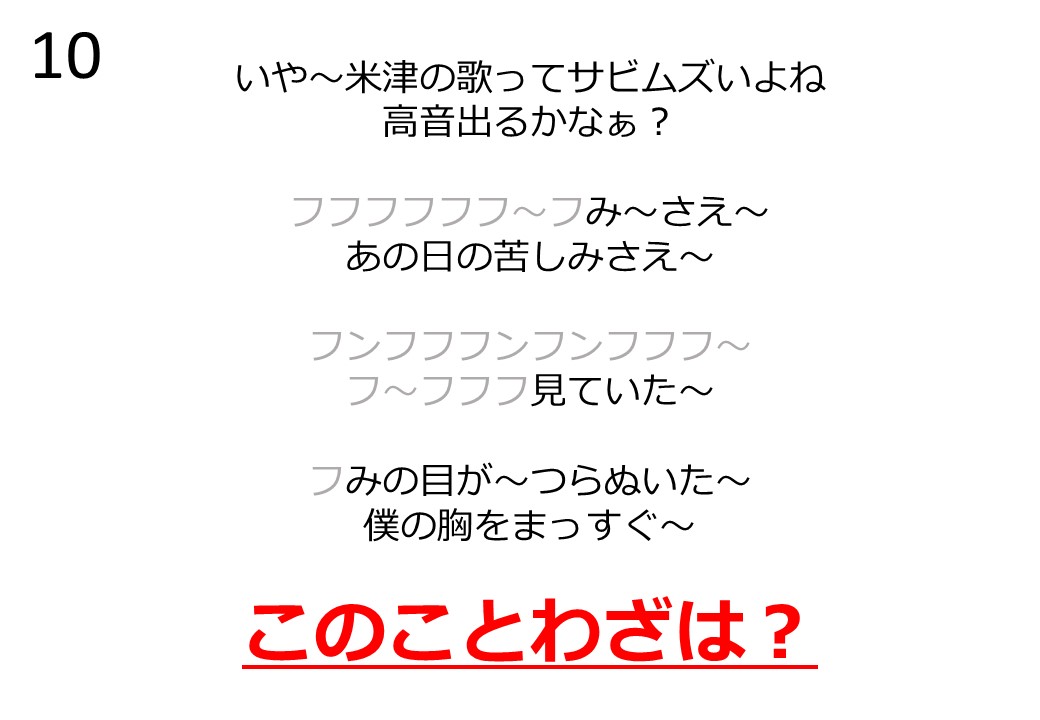 10
いや～米津の歌ってサビムズいよね
高音出るかなぁ？
フフフフフフ～フみ～さえ～
あの日の苦しみさえ～
フンフフフンフンフフフ～
フ～フフフ見ていた～
フみの目が～つらぬいた～
僕の胸をまっすぐ～
このことわざは？